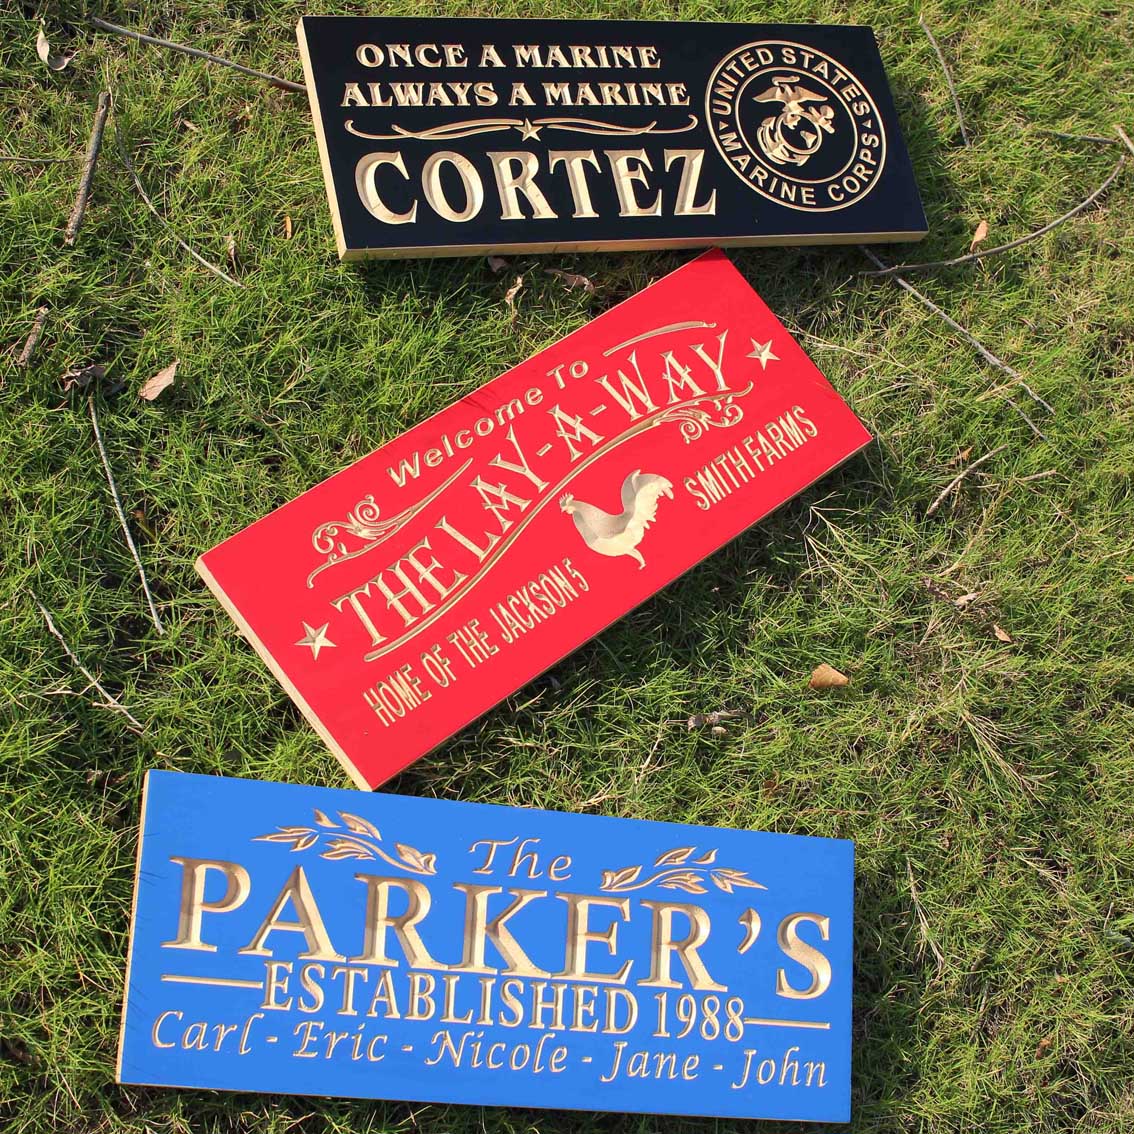 ONCE A MARINE
ALWAYS A MARINE
CORTEZ
UNITED STATES
MARINE CORPS
Welcome To
THE LAY-A-WAY
HOME OF THE JACKSON 5
SMITH FARMS
The
PARKER'S
ESTABLISHED 1988
Carl - Eric - Nicole - Jane - John